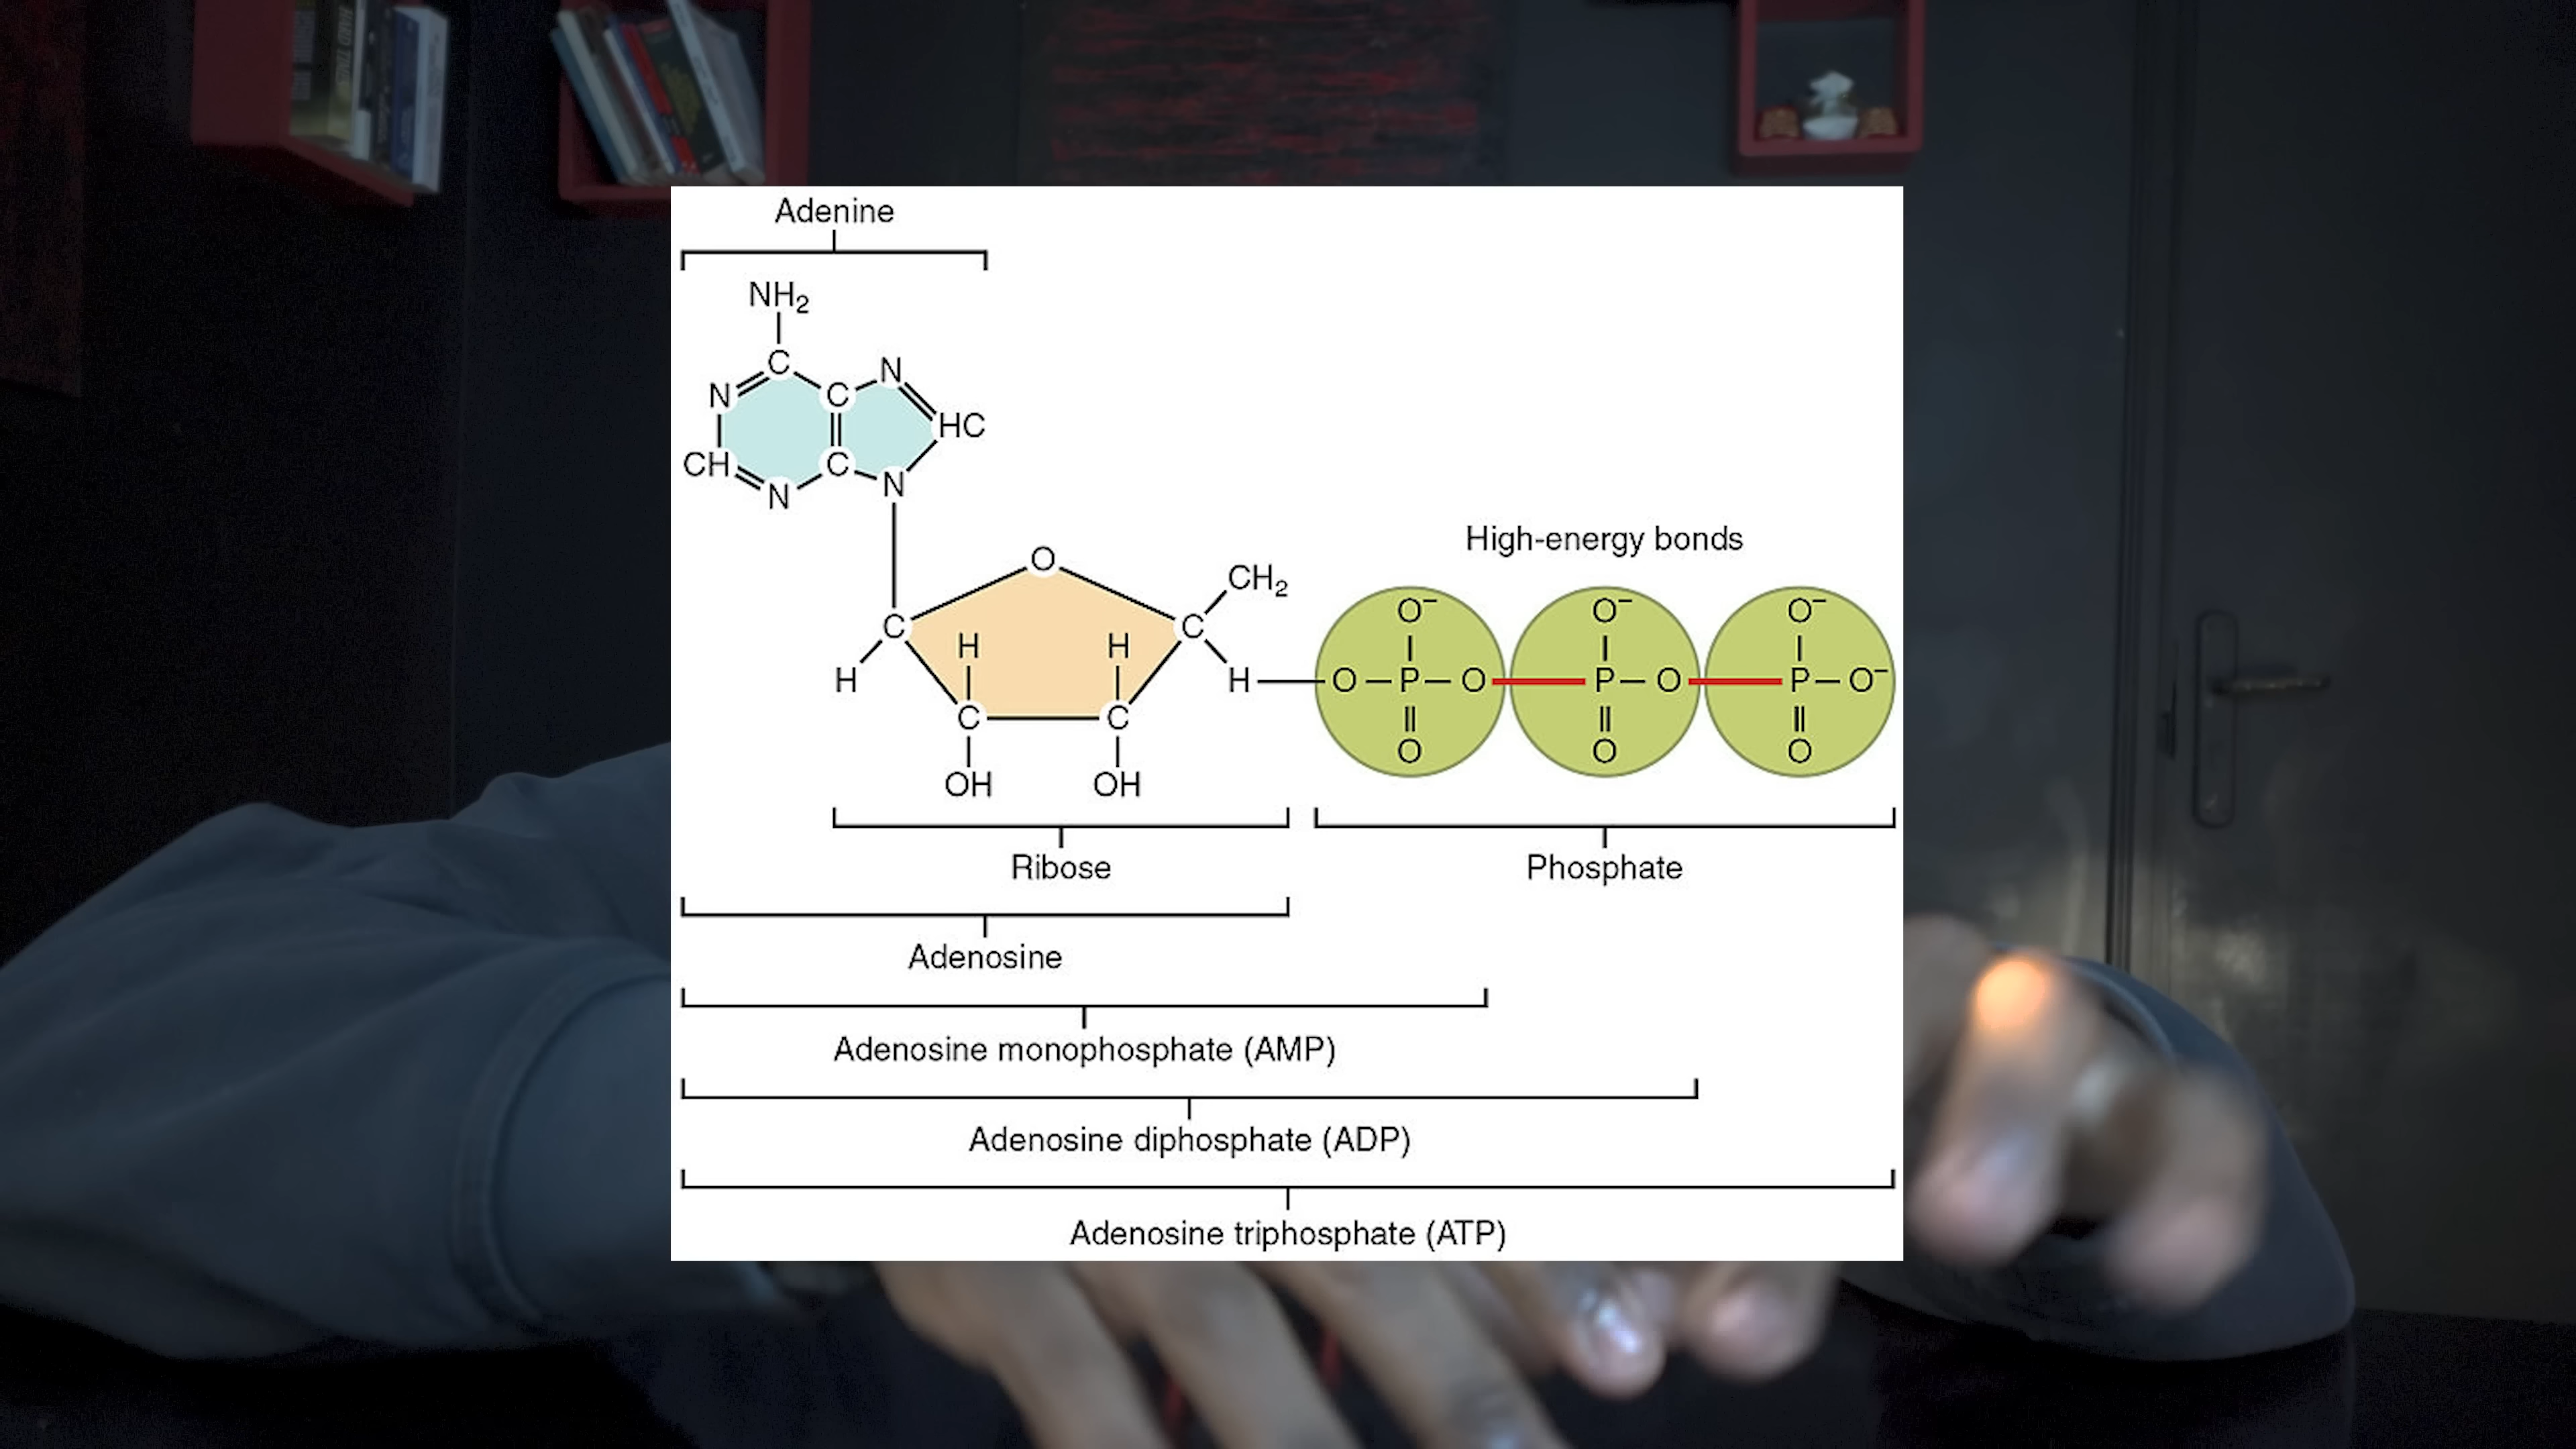 Adenine
NH₂
C
N
N
C
HC
CH
C
N
N
O
High-energy bonds
CH₂
O⁻ O⁻ O⁻
C
C
H
H
H
H
O
P
O
P
O
P
O⁻
C
C
O O O
OH
OH
Ribose
Phosphate
Adenosine
Adenosine monophosphate (AMP)
Adenosine diphosphate (ADP)
Adenosine triphosphate (ATP)